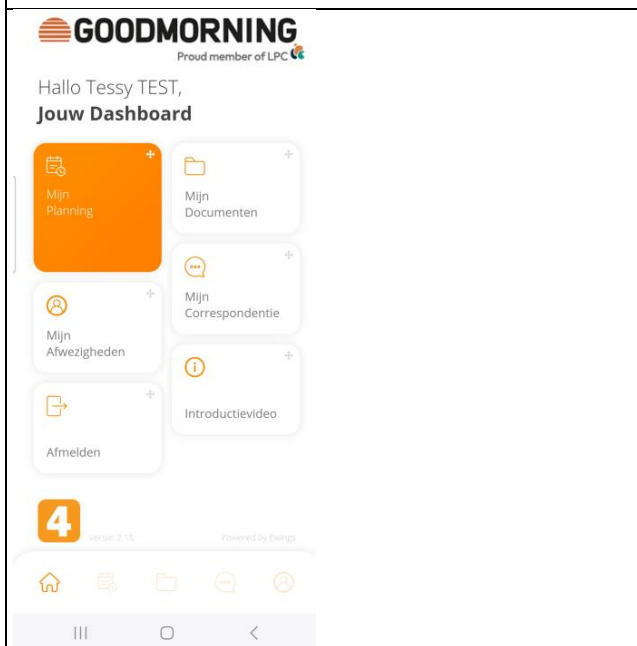 GOODMORNING
Proud member of LPC
Hallo Tessy TEST,
Jouw Dashboard
Mijn
Planning
Mijn
Documenten
Mijn
Correspondentie
Mijn
Afwezigheden
Introductievideo
Afmelden
4
Versie: 2.15
Powered by Ewings